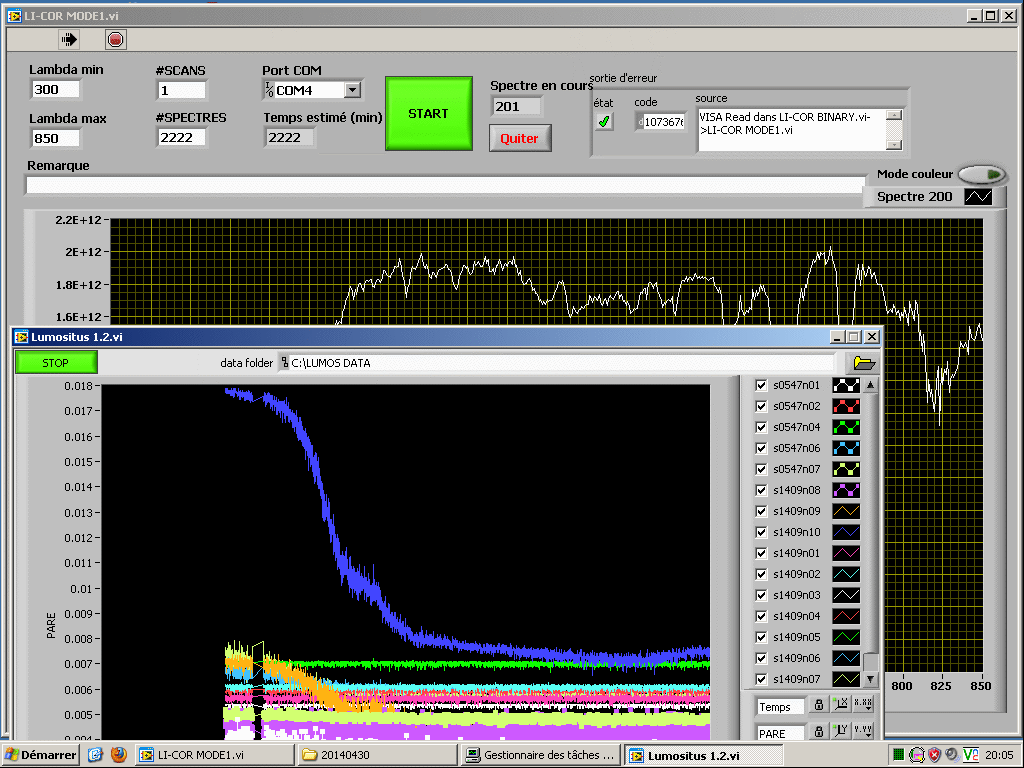 LI-COR MODE1.vi
Lambda min
#SCANS
Port COM
300
1
COM4
Lambda max
#SPECTRES
Temps estimé (min)
850
2222
2222
START
Spectre en cours
201
Quiter
sortie d'erreur
état
code
source
1073676
VISA Read dans LI-COR BINARY.vi-
>LI-COR MODE1.vi
Remarque
Mode couleur
Spectre 200
2.2E+12
2E+12
1.8E+12
1.6E+12
800
825
850
Lumositus 1.2.vi
STOP
data folder
C:\LUMOS DATA
0.018
0.017
0.016
0.015
0.014
0.013
0.012
0.011
0.01
0.009
0.008
0.007
0.006
0.005
0.004
PARE
s0547n01
s0547n02
s0547n04
s0547n06
s0547n07
s1409n08
s1409n09
s1409n10
s1409n01
s1409n02
s1409n03
s1409n04
s1409n05
s1409n06
s1409n07
Temps
PARE
Démarrer
LI-COR MODE1.vi
20140430
Gestionnaire des tâches ...
Lumositus 1.2.vi
20:05